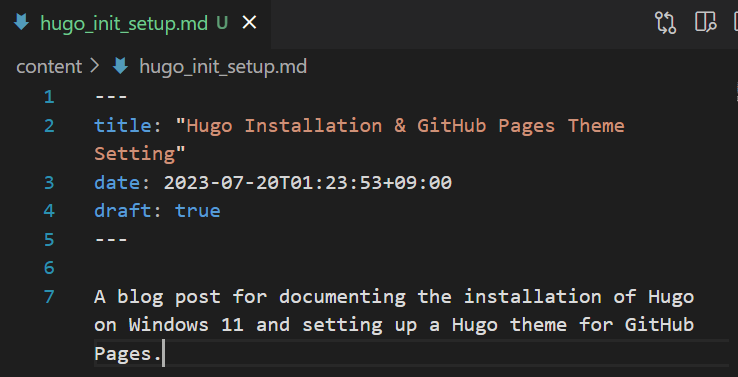 hugo_init_setup.md U
content > hugo_init_setup.md
1 ---
2 title: "Hugo Installation & GitHub Pages Theme
Setting"
3 date: 2023-07-20T01:23:53+09:00
4 draft: true
5 ---
6
7 A blog post for documenting the installation of Hugo
on Windows 11 and setting up a Hugo theme for GitHub
Pages.